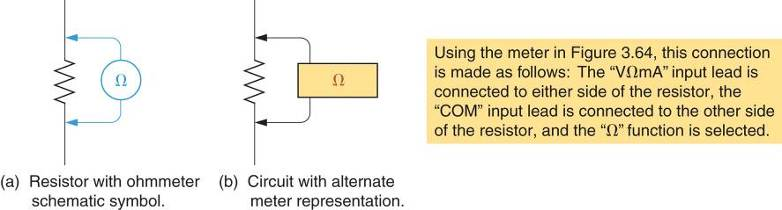 Ω
Ω
Using the meter in Figure 3.64, this connection
is made as follows: The “VΩmA” input lead is
connected to either side of the resistor, the
“COM” input lead is connected to the other side
of the resistor, and the “Ω” function is selected.
(a) Resistor with ohmmeter
schematic symbol.
(b) Circuit with alternate
meter representation.